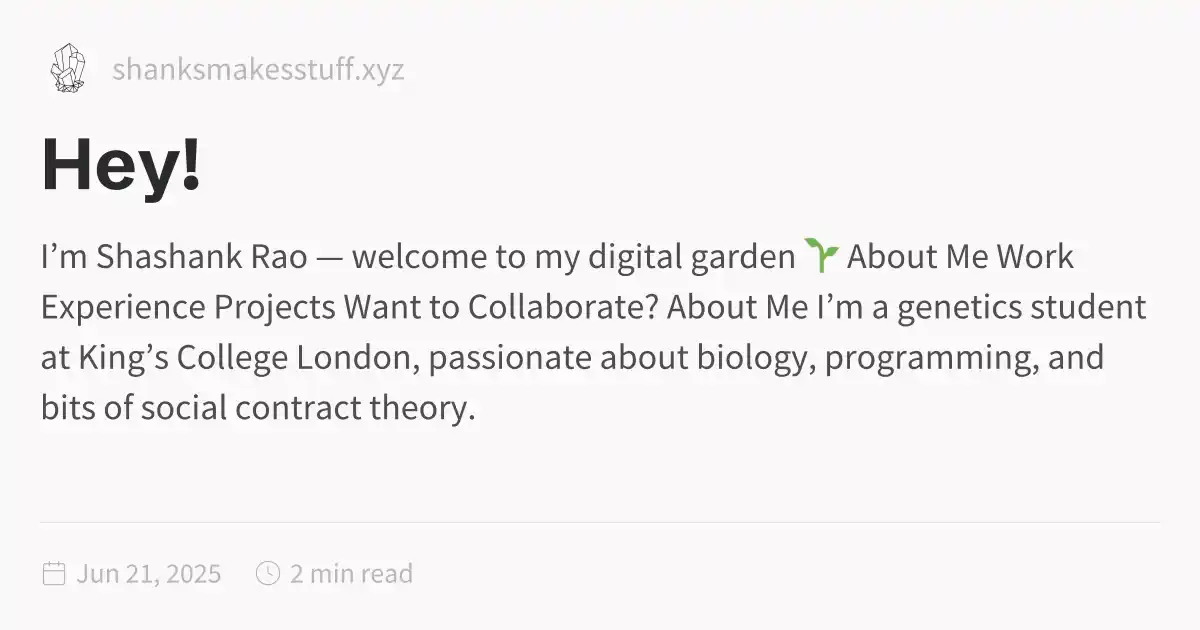 shanksmakesstuff.xyz
Hey!
I’m Shashank Rao — welcome to my digital garden 🌱 About Me Work
Experience Projects Want to Collaborate? About Me I’m a genetics student
at King’s College London, passionate about biology, programming, and
bits of social contract theory.
Jun 21, 2025 2 min read